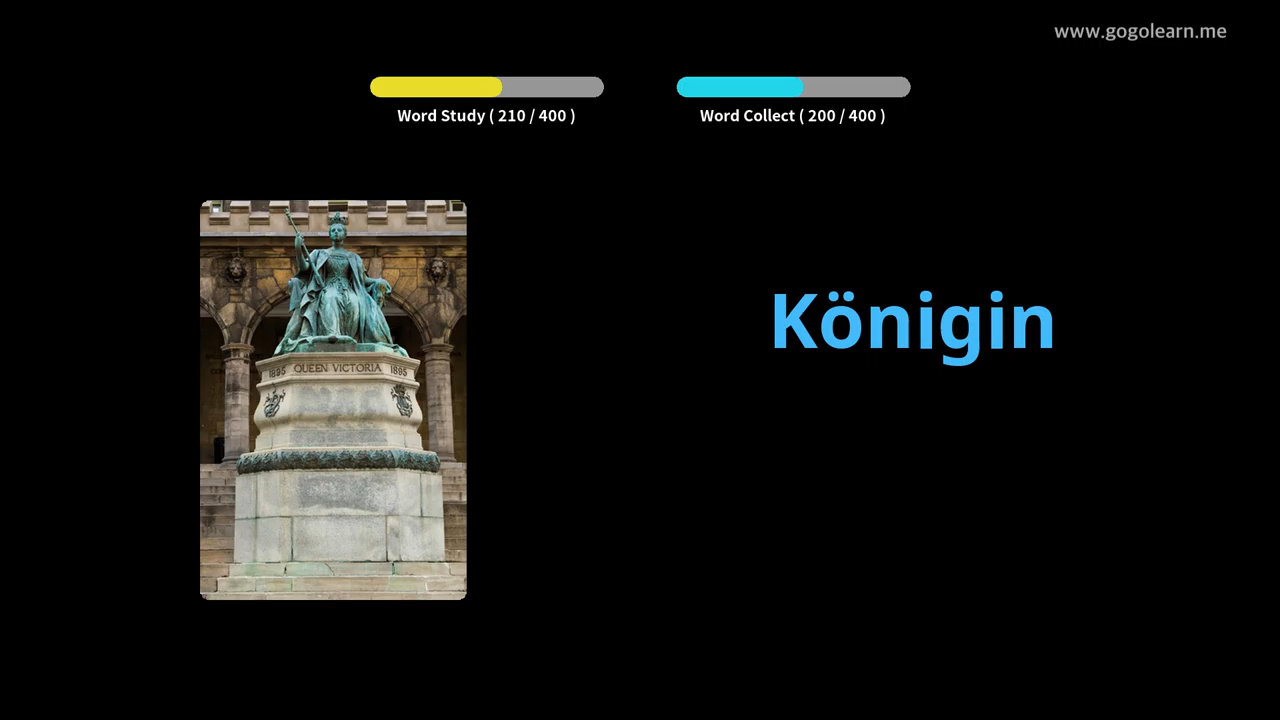 www.gogolearn.me
Word Study ( 210 / 400 )
Word Collect ( 200 / 400 )
Königin
1895 QUEEN VICTORIA 1895